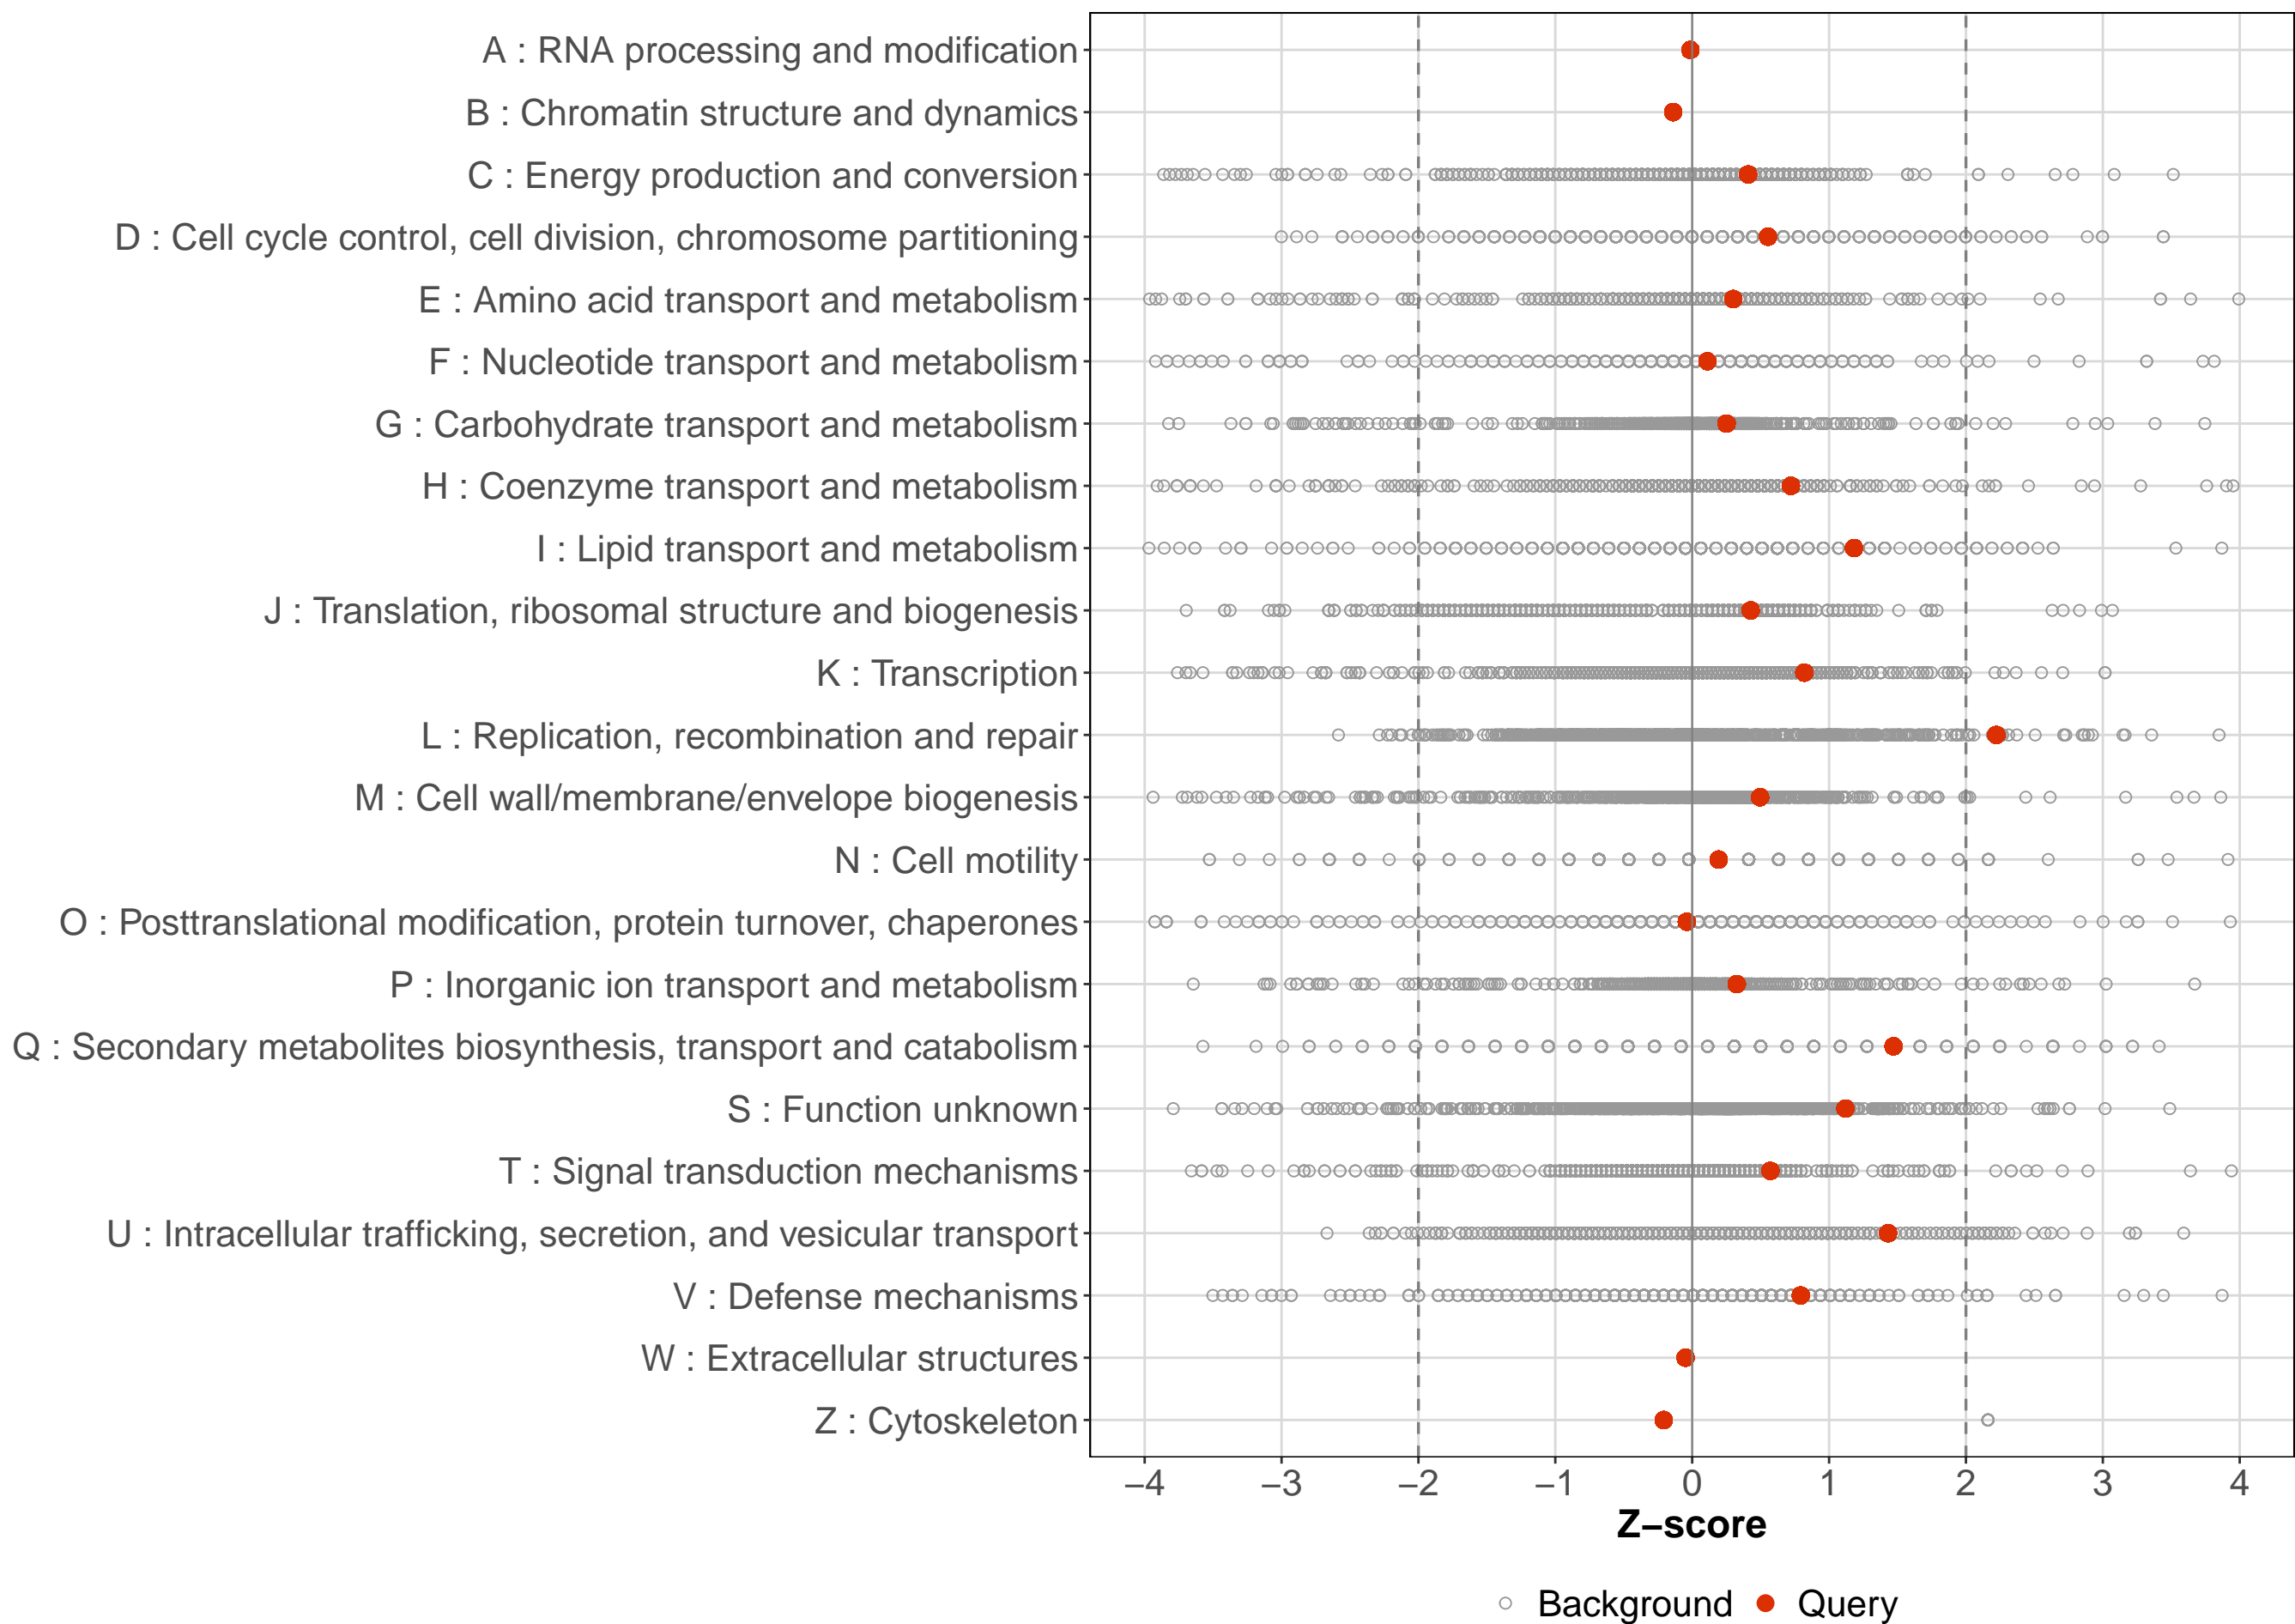 A : RNA processing and modification
B : Chromatin structure and dynamics
C : Energy production and conversion
D : Cell cycle control, cell division, chromosome partitioning
E : Amino acid transport and metabolism
F : Nucleotide transport and metabolism
G : Carbohydrate transport and metabolism
H : Coenzyme transport and metabolism
I : Lipid transport and metabolism
J : Translation, ribosomal structure and biogenesis
K : Transcription
L : Replication, recombination and repair
M : Cell wall/membrane/envelope biogenesis
N : Cell motility
O : Posttranslational modification, protein turnover, chaperones
P : Inorganic ion transport and metabolism
Q : Secondary metabolites biosynthesis, transport and catabolism
S : Function unknown
T : Signal transduction mechanisms
U : Intracellular trafficking, secretion, and vesicular transport
V : Defense mechanisms
W : Extracellular structures
Z : Cytoskeleton
−4 −3 −2 −1 0 1 2 3 4
Z−score
Background Query